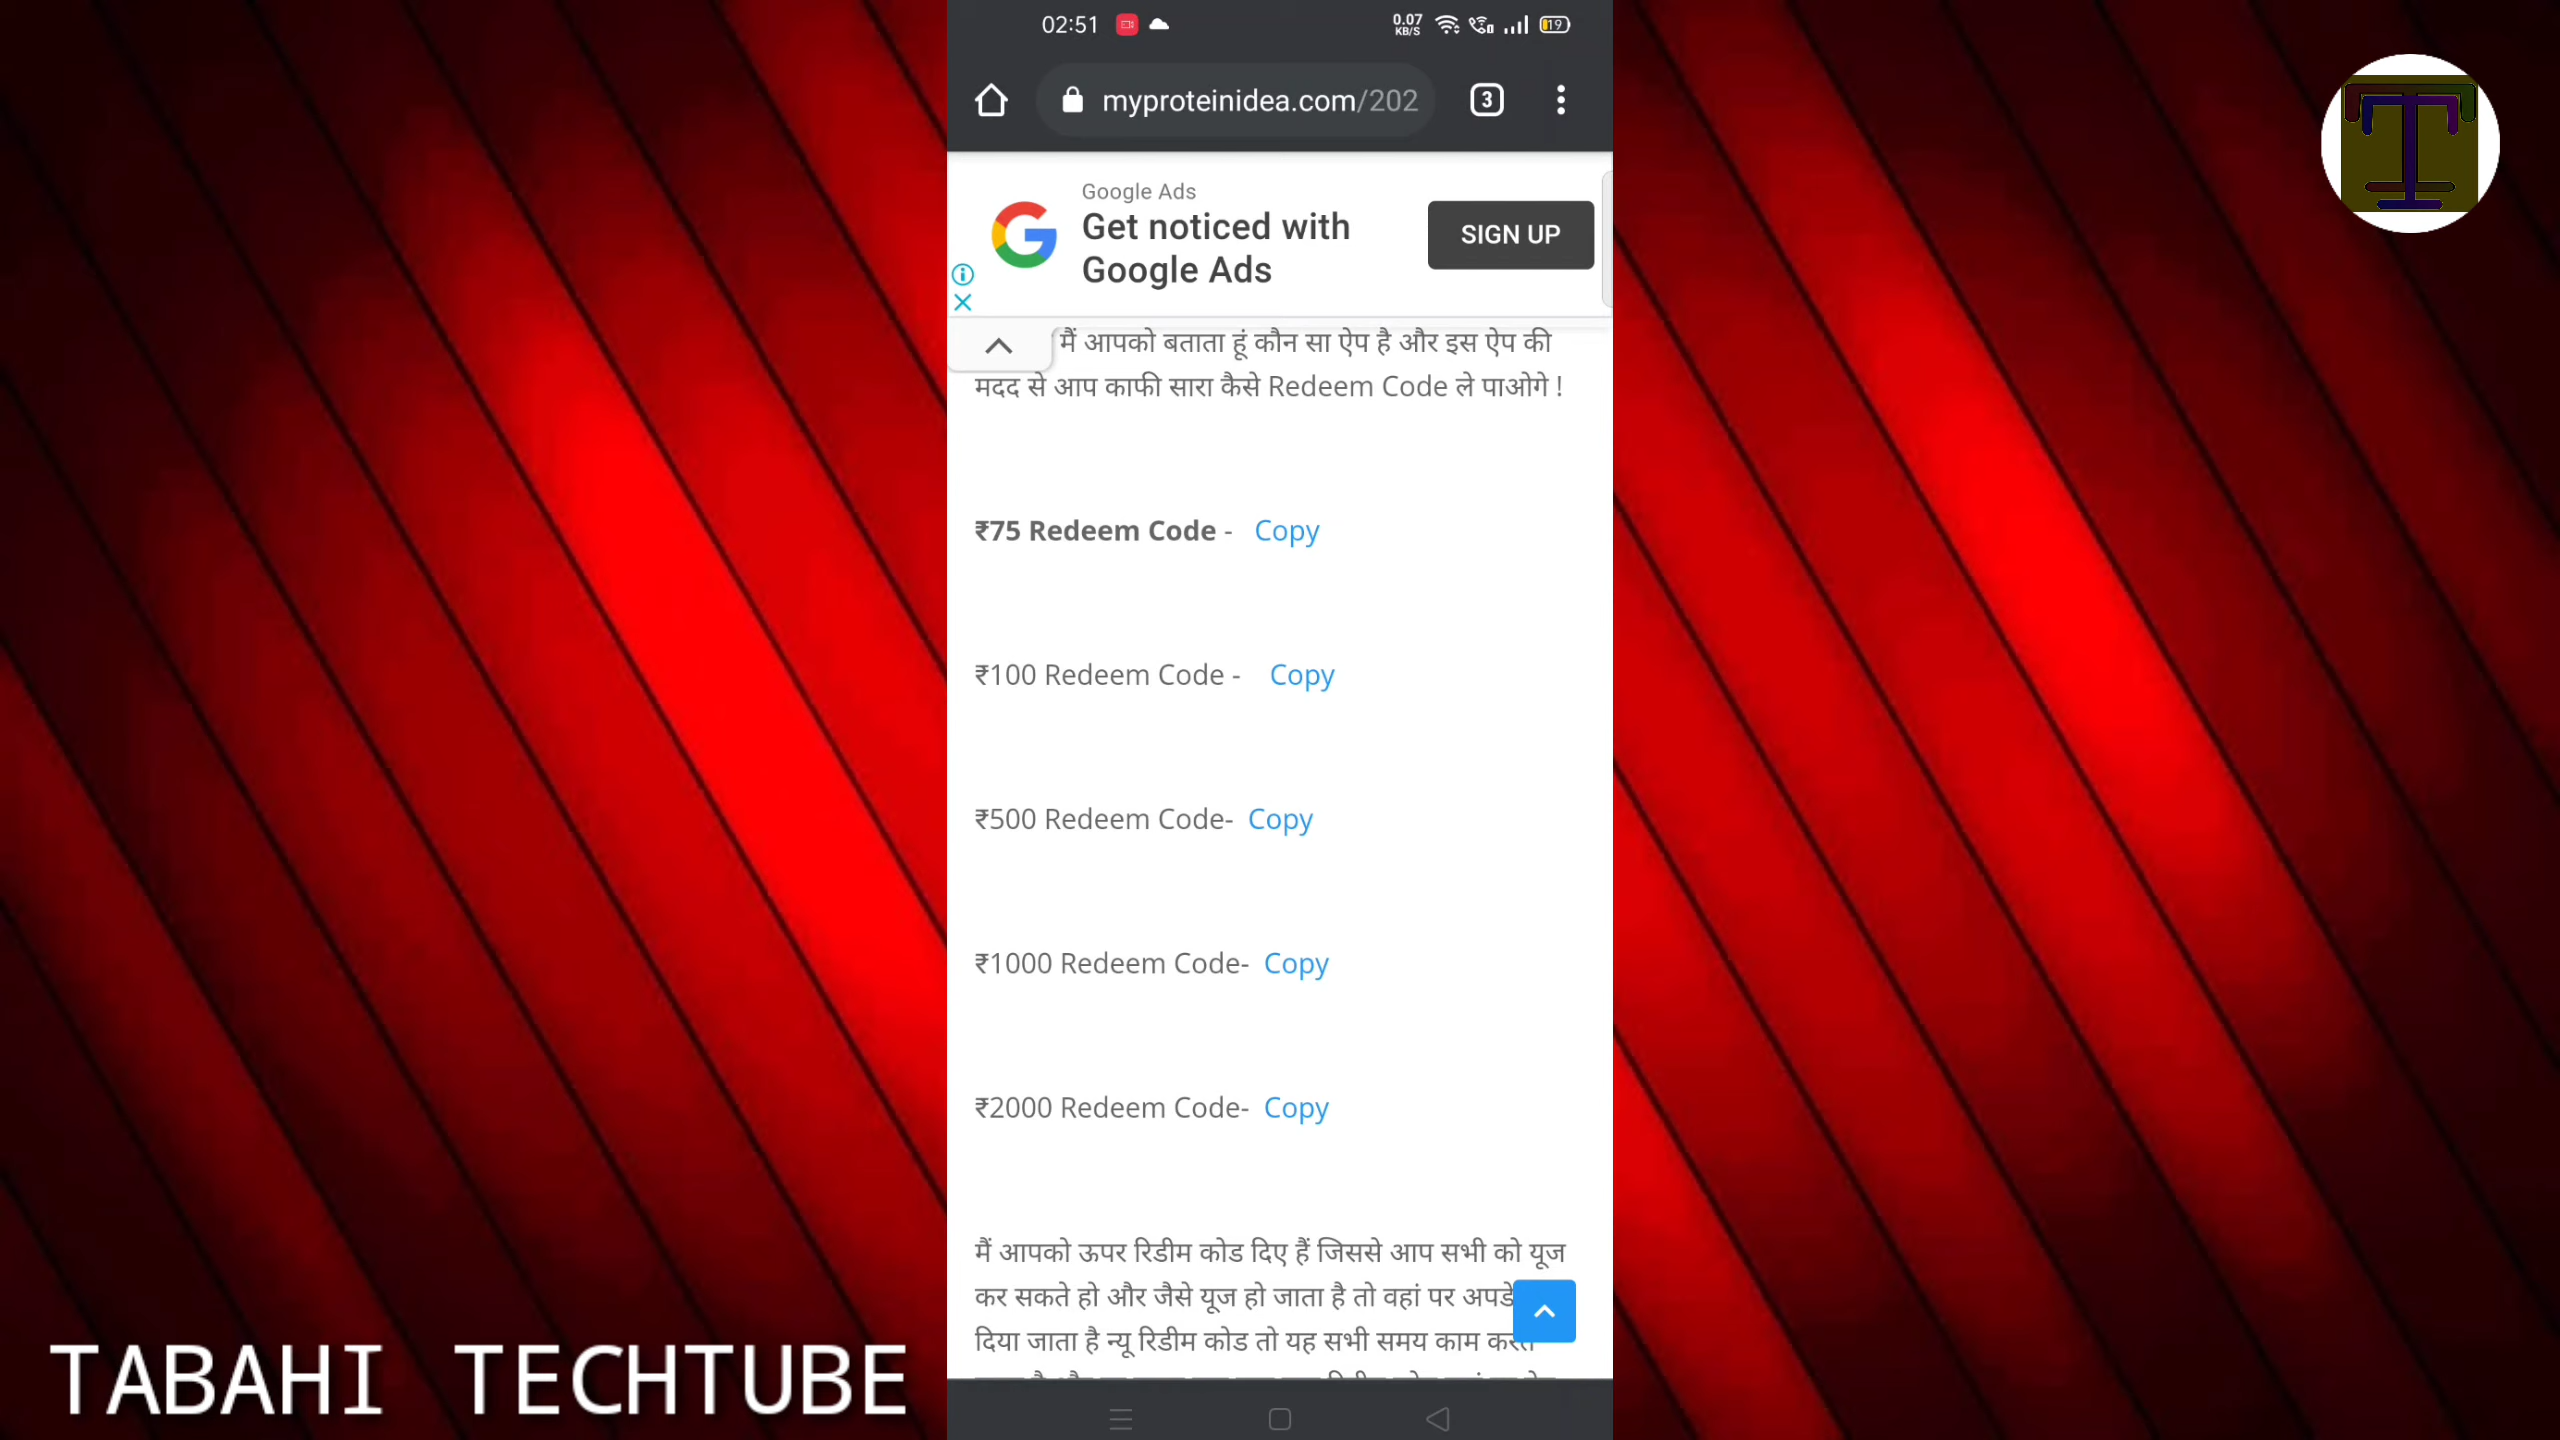 02:51
0.07
KB/S
19
myproteinidea.com/202
3
Google Ads
Get noticed with
Google Ads
SIGN UP
मैं आपको बताता हूं कौन सा ऐप है और इस ऐप की
मदद से आप काफी सारा कैसे Redeem Code ले पाओगे !
₹75 Redeem Code - Copy
₹100 Redeem Code - Copy
₹500 Redeem Code- Copy
₹1000 Redeem Code- Copy
₹2000 Redeem Code- Copy
मैं आपको ऊपर रिडीम कोड दिए हैं जिससे आप सभी को यूज
कर सकते हो और जैसे यूज हो जाता है तो वहां पर
दिया जाता है न्यू रिडीम कोड तो यह सभी समय काम
TABAHI TECHTUBE